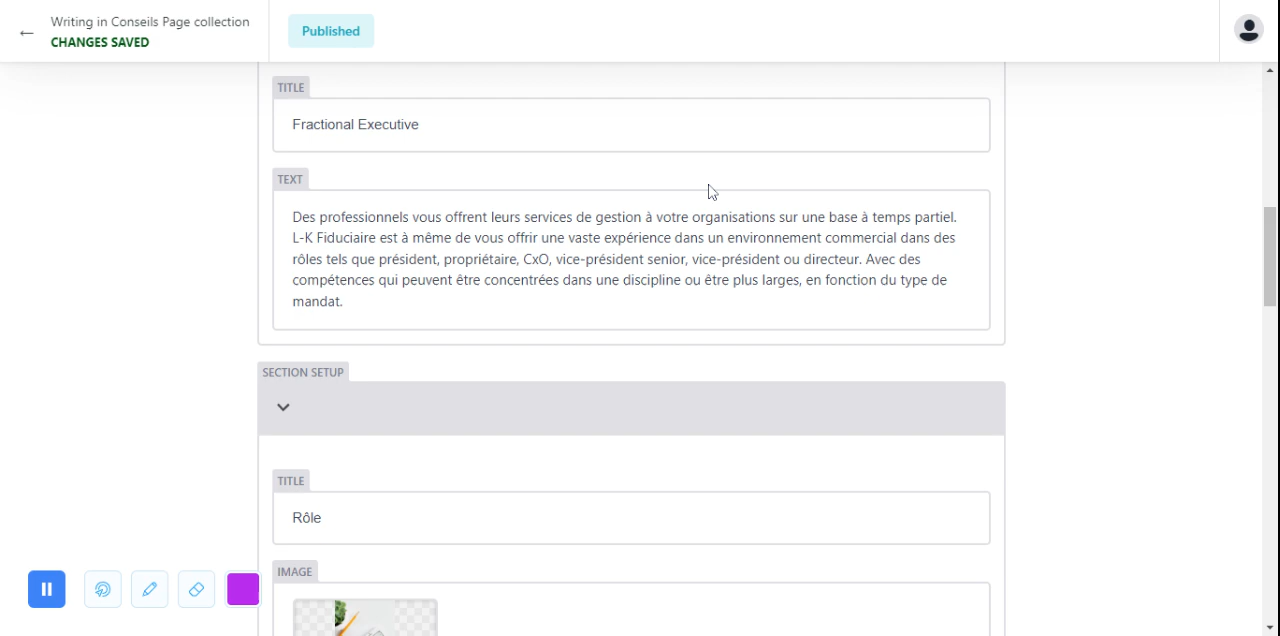 Writing in Conseils Page collection
CHANGES SAVED
Published
TITLE
Fractional Executive
TEXT
Des professionnels vous offrent leurs services de gestion à votre organisations sur une base à temps partiel.
L-K Fiduciaire est à même de vous offrir une vaste expérience dans un environnement commercial dans des
rôles tels que président, propriétaire, CxO, vice-président senior, vice-président ou directeur. Avec des
compétences qui peuvent être concentrées dans une discipline ou être plus larges, en fonction du type de
mandat.
SECTION SETUP
TITLE
Rôle
IMAGE